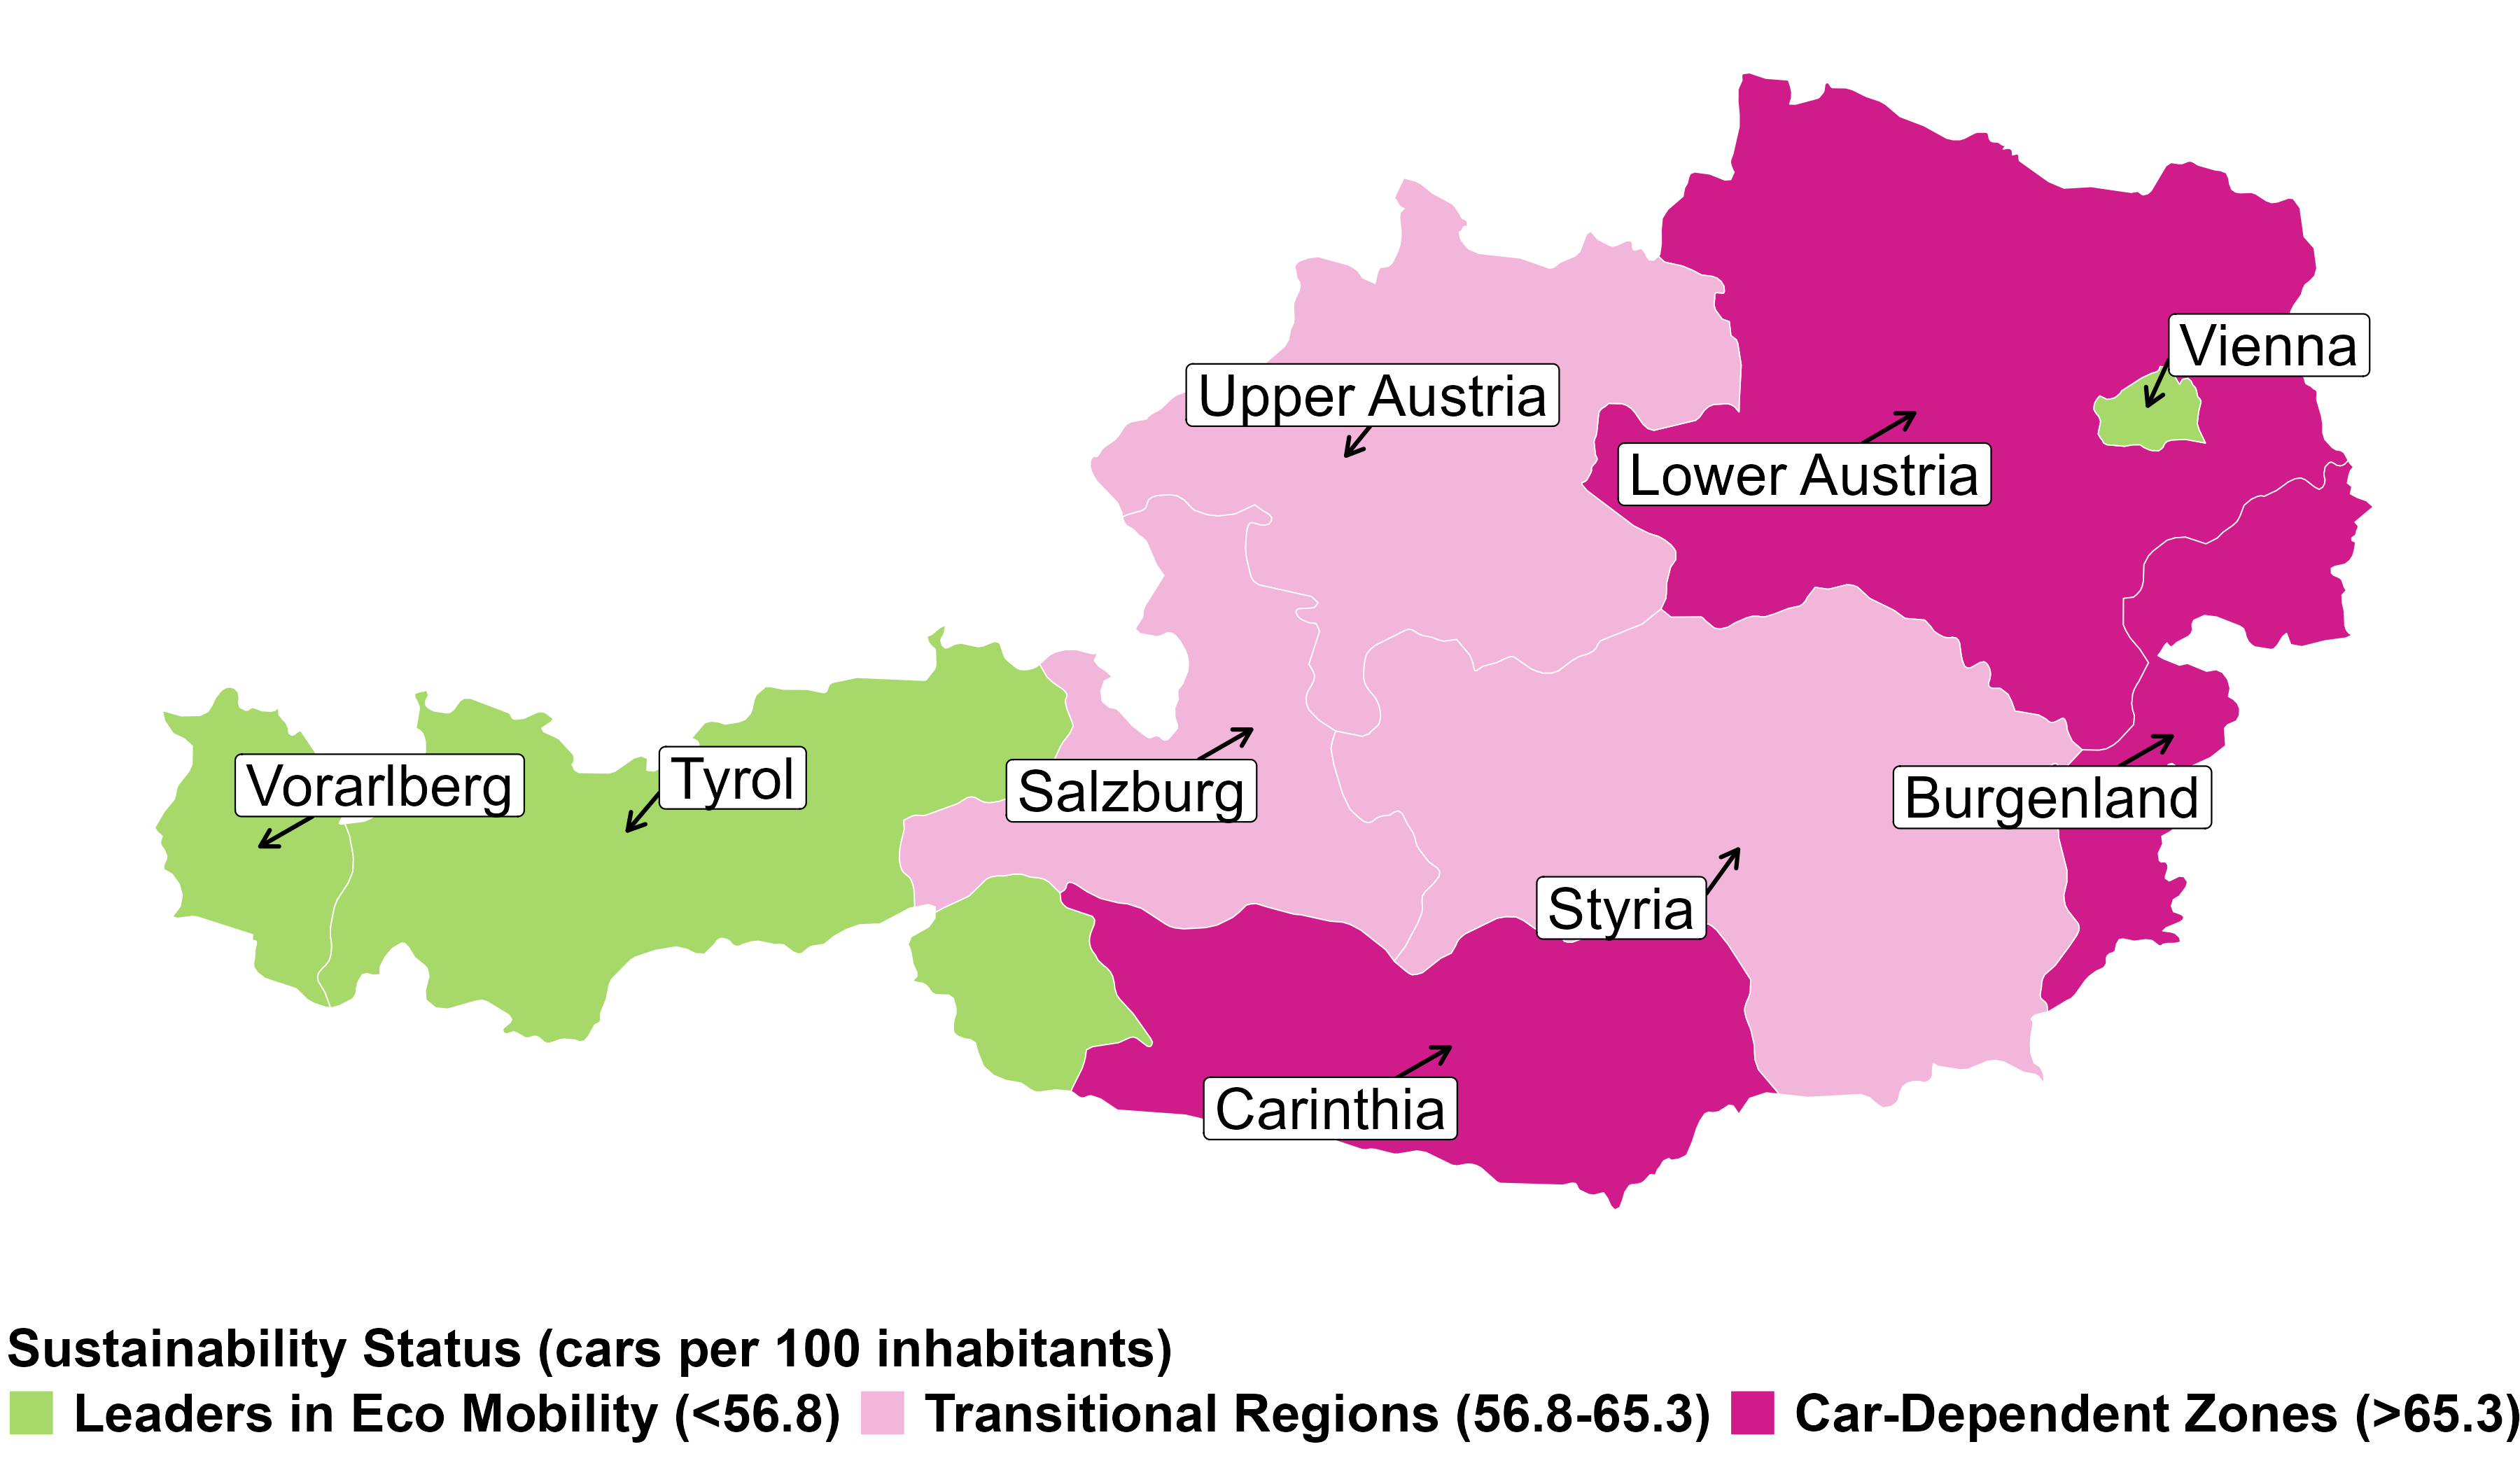 Vienna
Upper Austria
Lower Austria
Vorarlberg
Tyrol
Salzburg
Burgenland
Styria
Carinthia
Sustainability Status (cars per 100 inhabitants)
Leaders in Eco Mobility (<56.8) Transitional Regions (56.8-65.3) Car-Dependent Zones (>65.3)